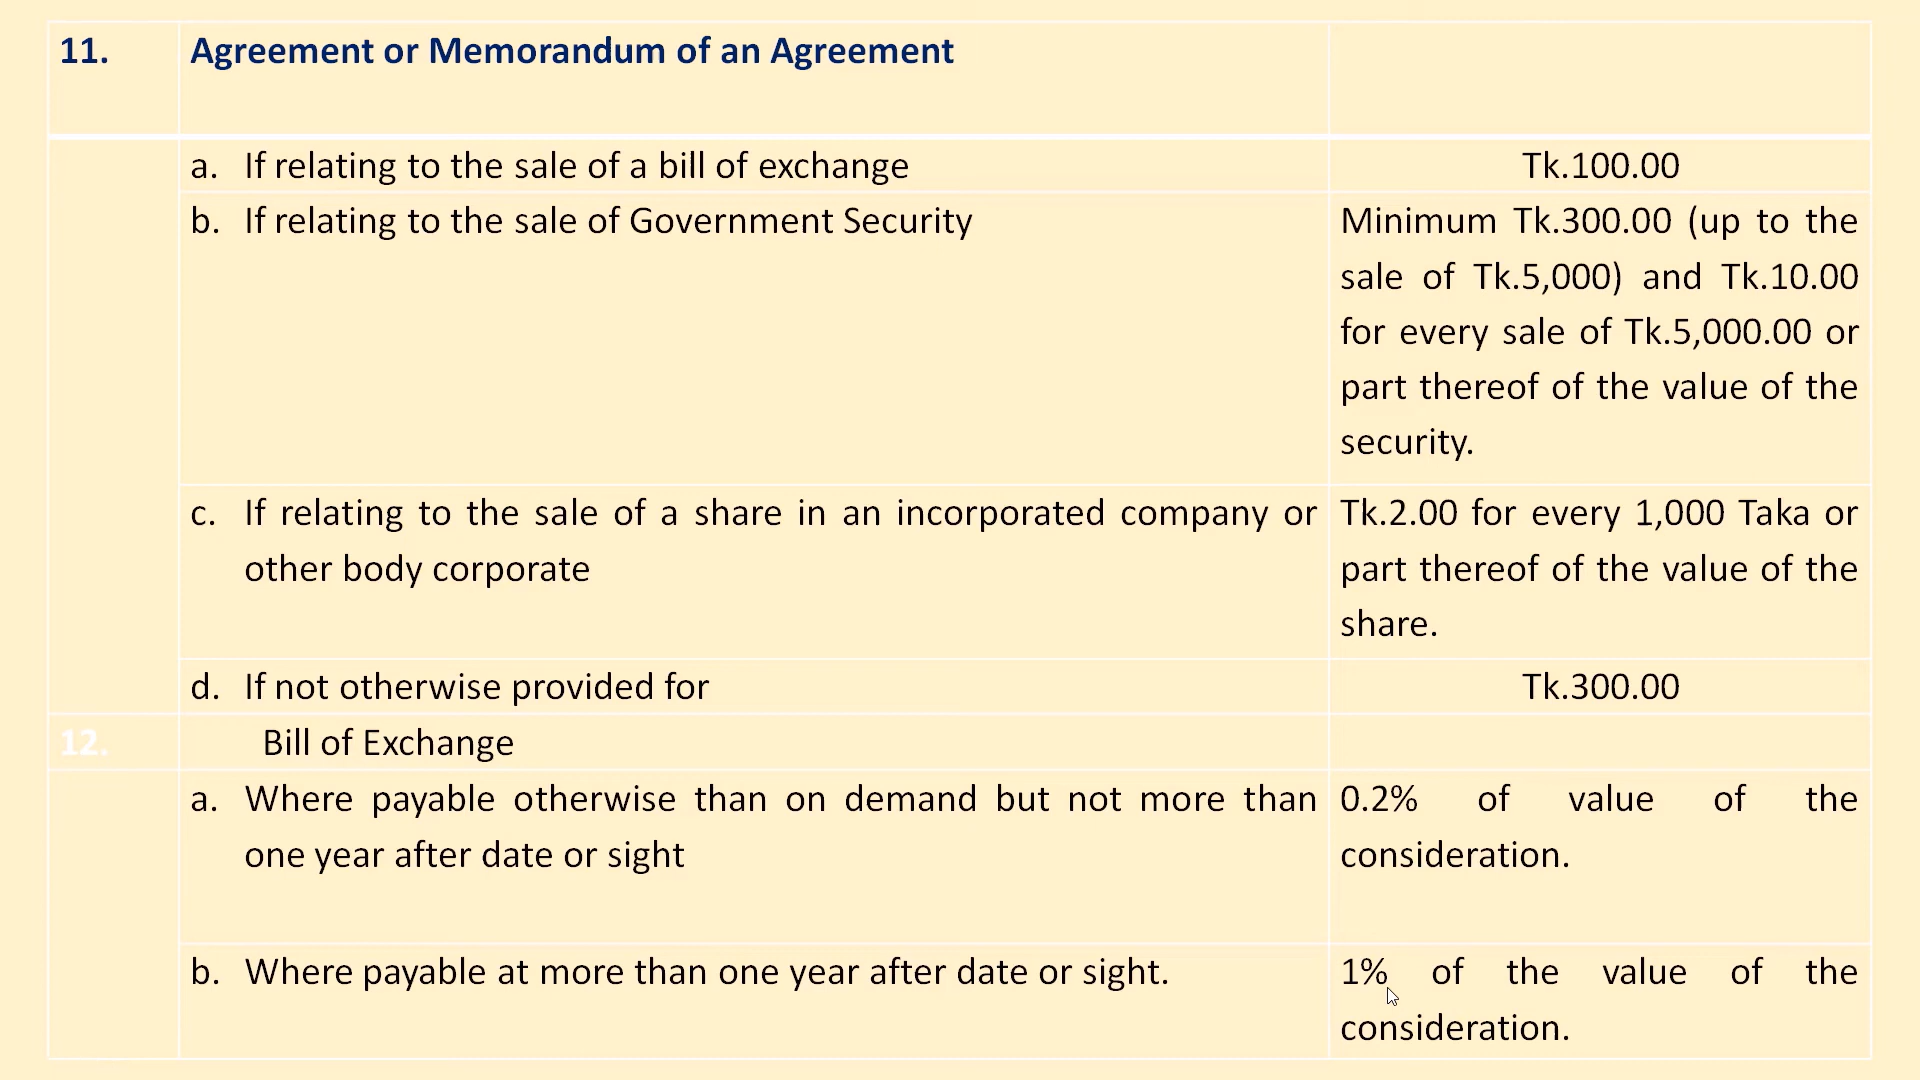 11. Agreement or Memorandum of an Agreement
a. If relating to the sale of a bill of exchange Tk.100.00
b. If relating to the sale of Government Security Minimum Tk.300.00 (up to the
sale of Tk.5,000) and Tk.10.00
for every sale of Tk.5,000.00 or
part thereof of the value of the
security.
c. If relating to the sale of a share in an incorporated company or Tk.2.00 for every 1,000 Taka or
other body corporate part thereof of the value of the
share.
d. If not otherwise provided for Tk.300.00
12. Bill of Exchange
a. Where payable otherwise than on demand but not more than 0.2% of value of the
one year after date or sight consideration.
b. Where payable at more than one year after date or sight. 1% of the value of the
consideration.